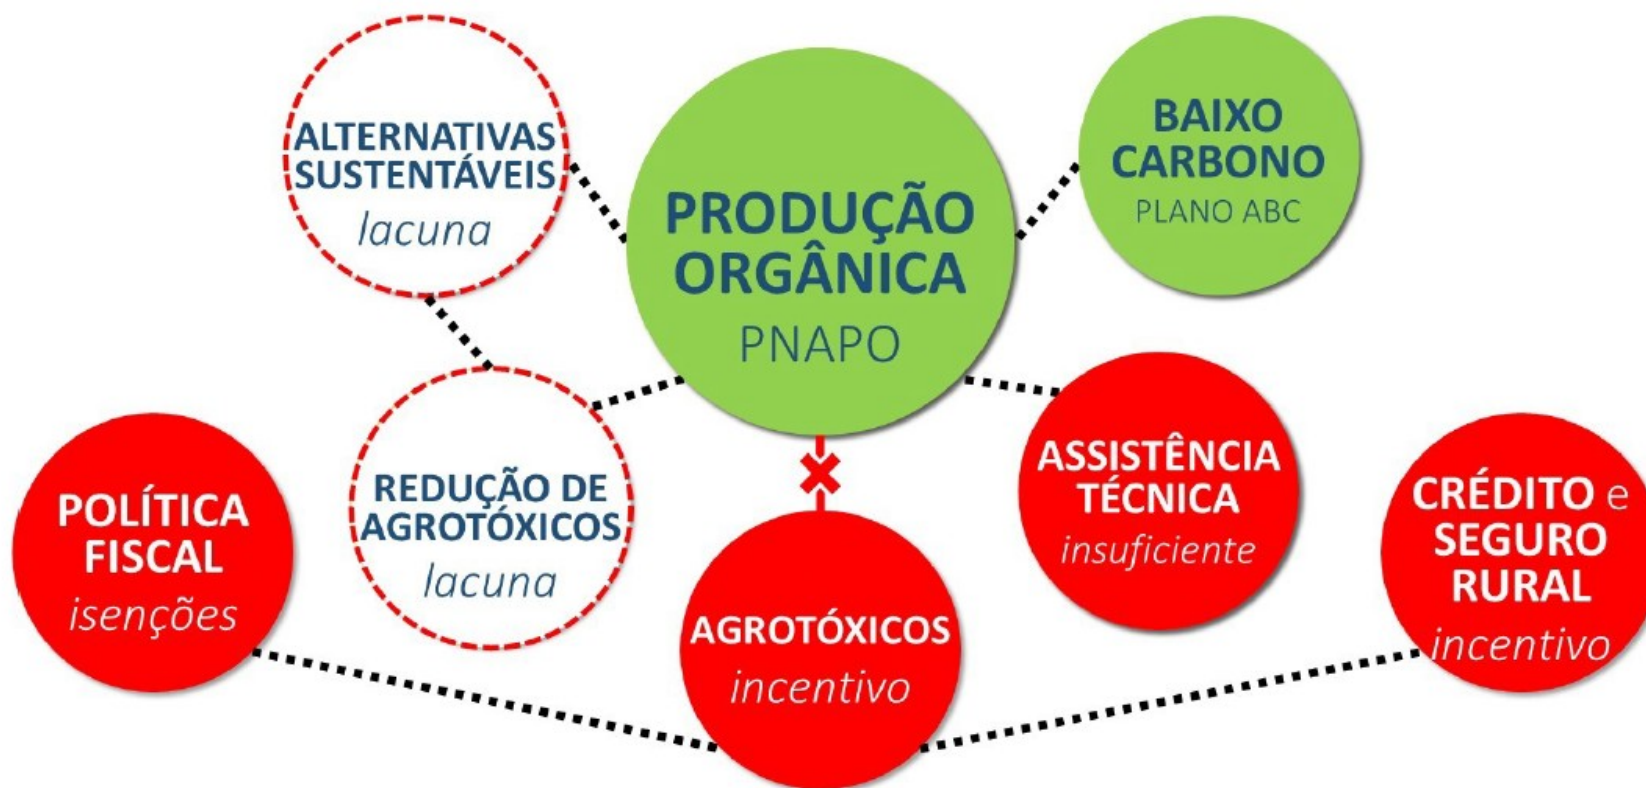 ALTERNATIVAS
SUSTENTÁVEIS
lacuna
PRODUÇÃO
ORGÂNICA
PNAPO
BAIXO
CARBONO
PLANO ABC
POLÍTICA
FISCAL
isenções
REDUÇÃO DE
AGROTÓXICOS
lacuna
AGROTÓXICOS
incentivo
ASSISTÊNCIA
TÉCNICA
insuficiente
CRÉDITO e
SEGURO
RURAL
incentivo